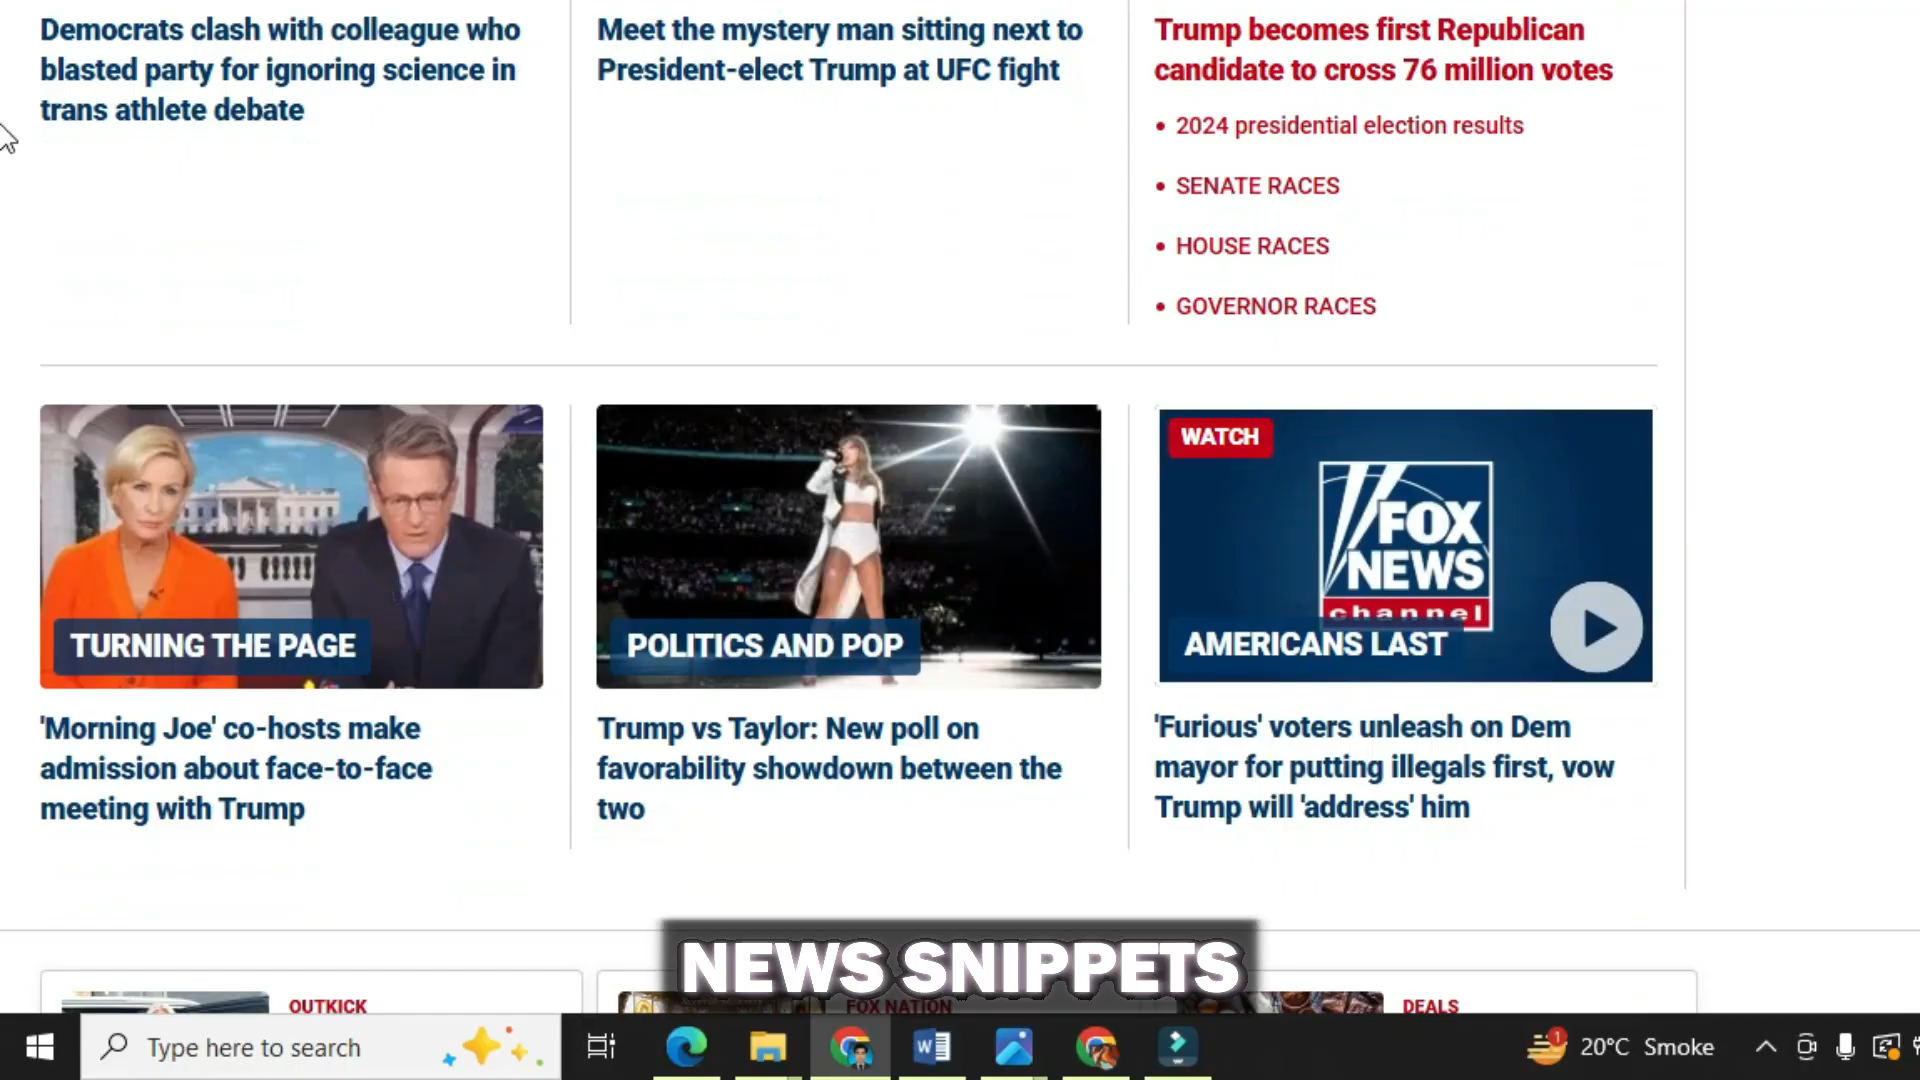 Democrats clash with colleague who
blasted party for ignoring science in
trans athlete debate
Meet the mystery man sitting next to
President-elect Trump at UFC fight
Trump becomes first Republican
candidate to cross 76 million votes
• 2024 presidential election results
• SENATE RACES
• HOUSE RACES
• GOVERNOR RACES
TURNING THE PAGE
'Morning Joe' co-hosts make
admission about face-to-face
meeting with Trump
POLITICS AND POP
Trump vs Taylor: New poll on
favorability showdown between the
two
WATCH
FOX
NEWS
channel
AMERICANS LAST
'Furious' voters unleash on Dem
mayor for putting illegals first, vow
Trump will 'address' him
NEWS SNIPPETS
OUTKICK
FOX NATION
DEALS
Type here to search
W
1
20°C Smoke